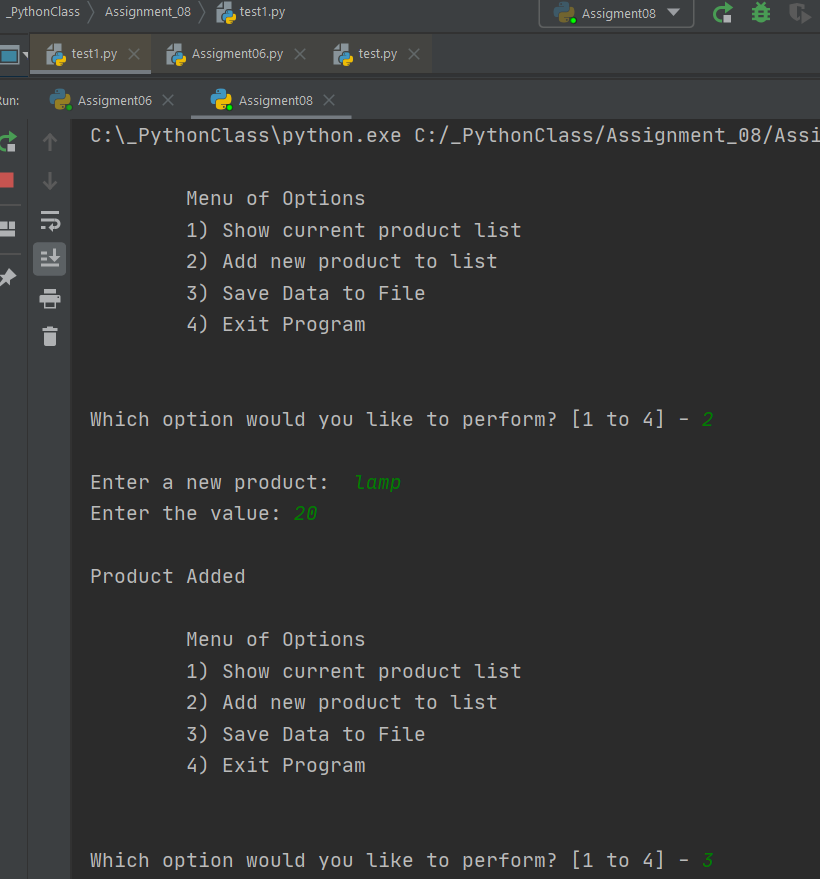 _PythonClass Assignment_08 test1.py Assigment08
test1.py Assigment06.py test.py
Run: Assigment06 Assigment08
C:\_PythonClass\python.exe C:/_PythonClass/Assignment_08/Assi
Menu of Options
1) Show current product list
2) Add new product to list
3) Save Data to File
4) Exit Program
Which option would you like to perform? [1 to 4] - 2
Enter a new product: lamp
Enter the value: 20
Product Added
Menu of Options
1) Show current product list
2) Add new product to list
3) Save Data to File
4) Exit Program
Which option would you like to perform? [1 to 4] - 3